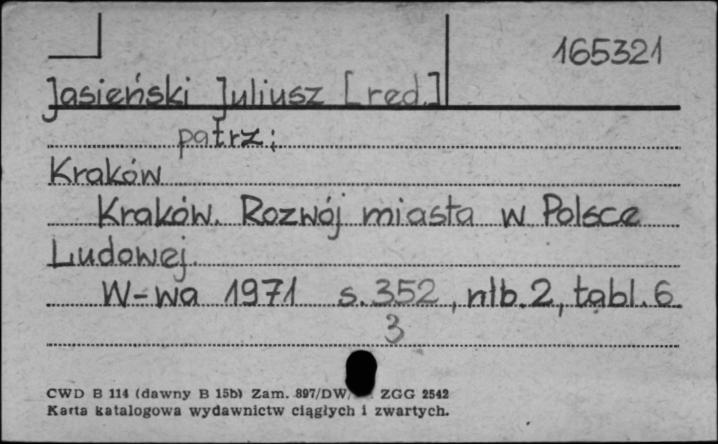 165321
Jasieński Juliusz [red.]
patrz:
Kraków
Kraków. Rozwój miasta w Polsce
Ludowej.
W-wa 1971 s. 352, nlb. 2, tabl. 6.
3
CWD B 114 (dawny B 15b) Zam. 897/DW/ ZGG 2542
Karta katalogowa wydawnictw ciągłych i zwartych.